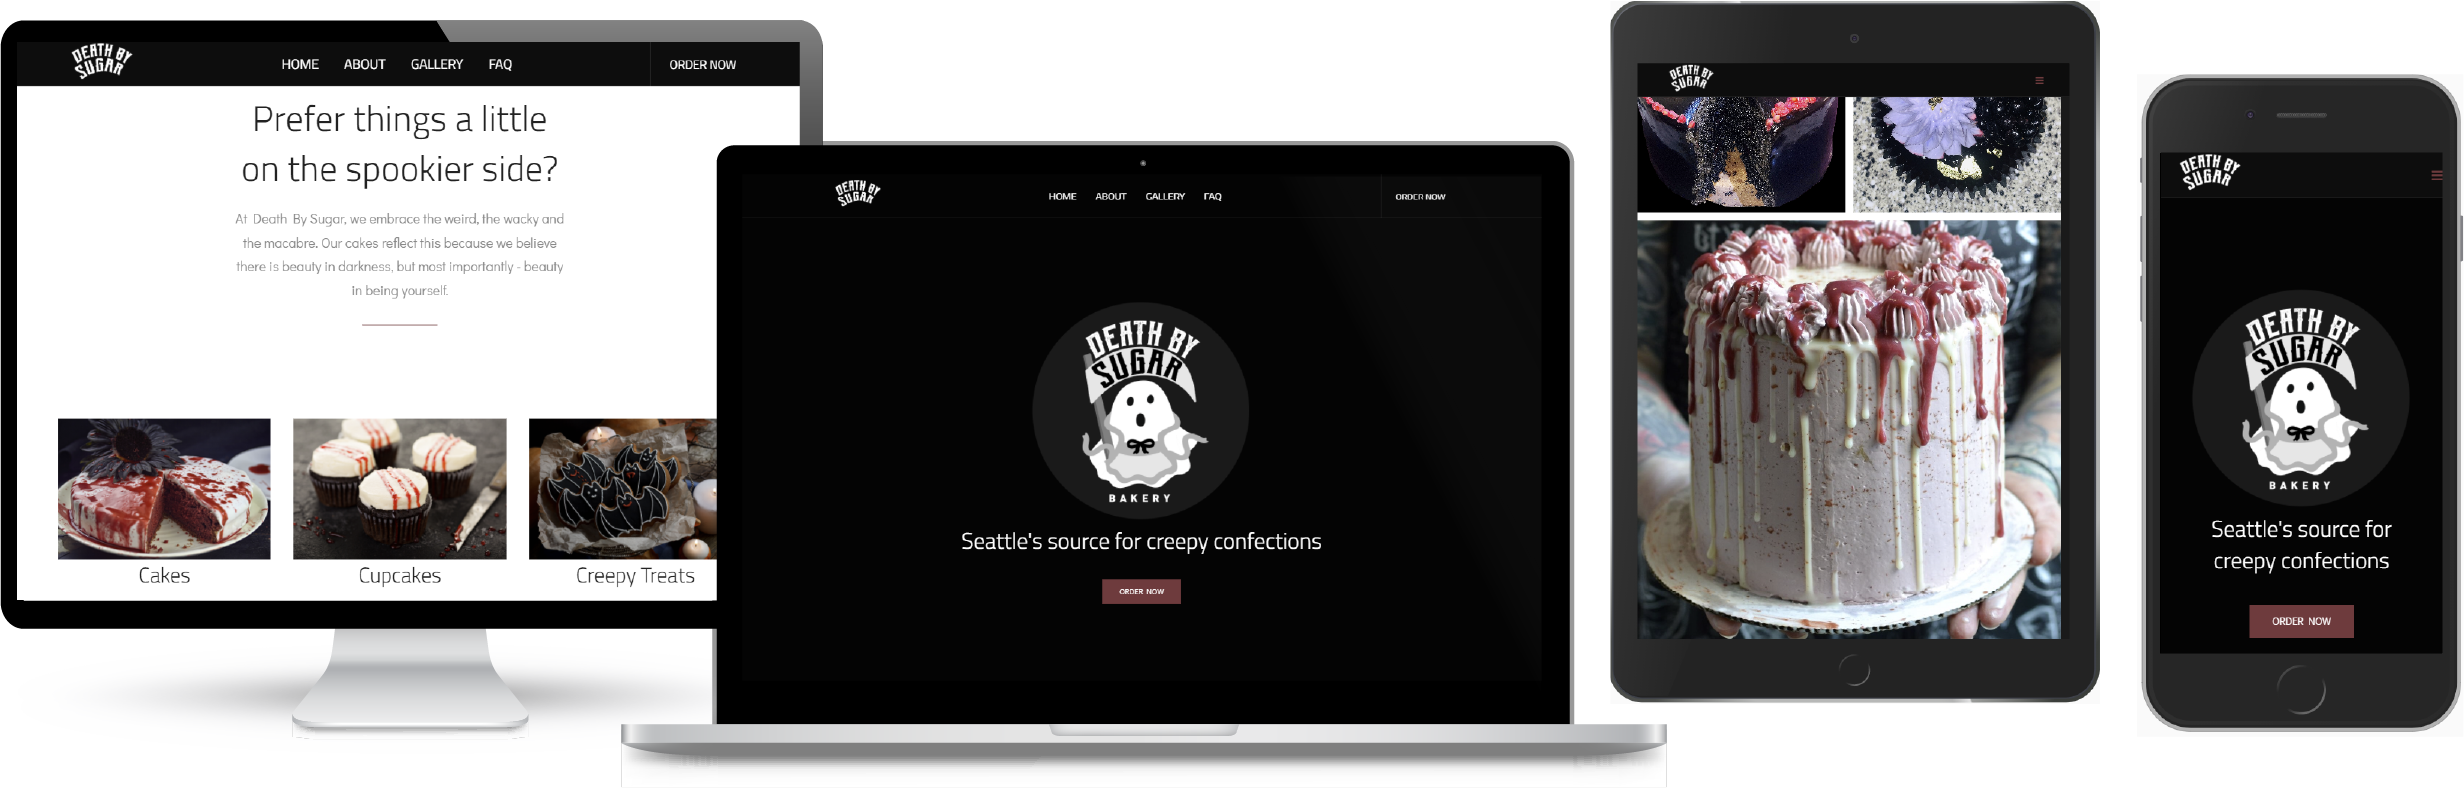 DEATH BY
SUGAR
HOME ABOUT GALLERY FAQ
ORDER NOW
Prefer things a little
on the spookier side?
At Death By Sugar, we embrace the weird, the wacky and
the macabre. Our cakes reflect this because we believe
there is beauty in darkness, but most importantly - beauty
in being yourself.
Cakes
Cupcakes
Creepy Treats
DEATH BY
SUGAR
HOME ABOUT GALLERY FAQ
ORDER NOW
DEATH BY
SUGAR
BAKERY
Seattle's source for creepy confections
ORDER NOW
DEATH BY
SUGAR
DEATH BY
SUGAR
DEATH BY
SUGAR
BAKERY
Seattle's source for
creepy confections
ORDER NOW